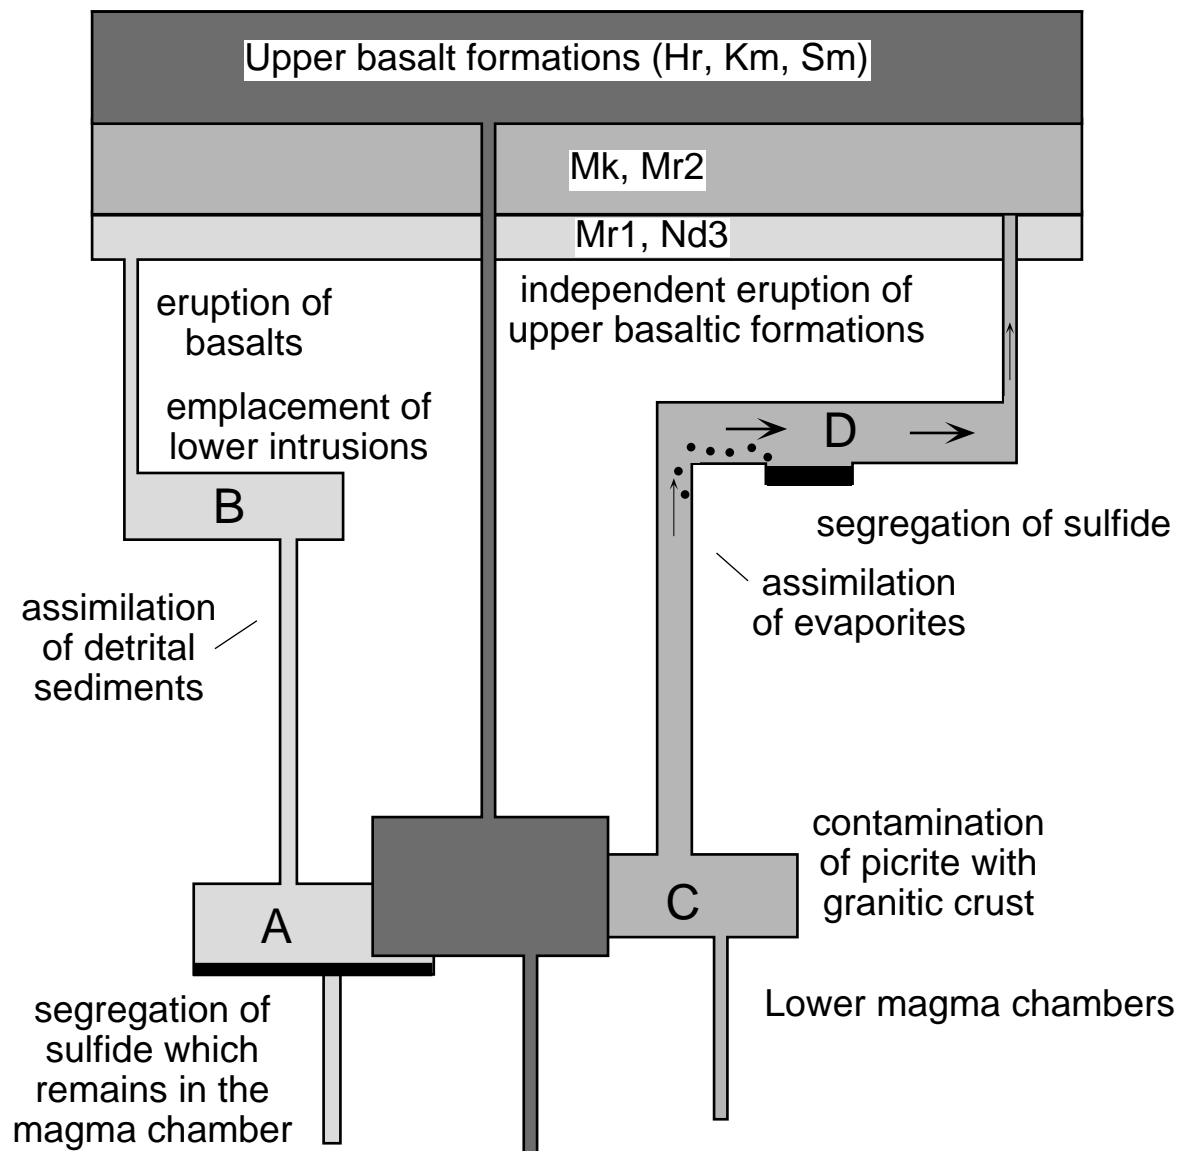 Upper basalt formations (Hr, Km, Sm)
Mk, Mr2
Mr1, Nd3
eruption of
basalts
independent eruption of
upper basaltic formations
emplacement of
lower intrusions
B
D
segregation of sulfide
assimilation
of evaporites
assimilation
of detrital
sediments
contamination
of picrite with
granitic crust
A
C
Lower magma chambers
segregation of
sulfide which
remains in the
magma chamber